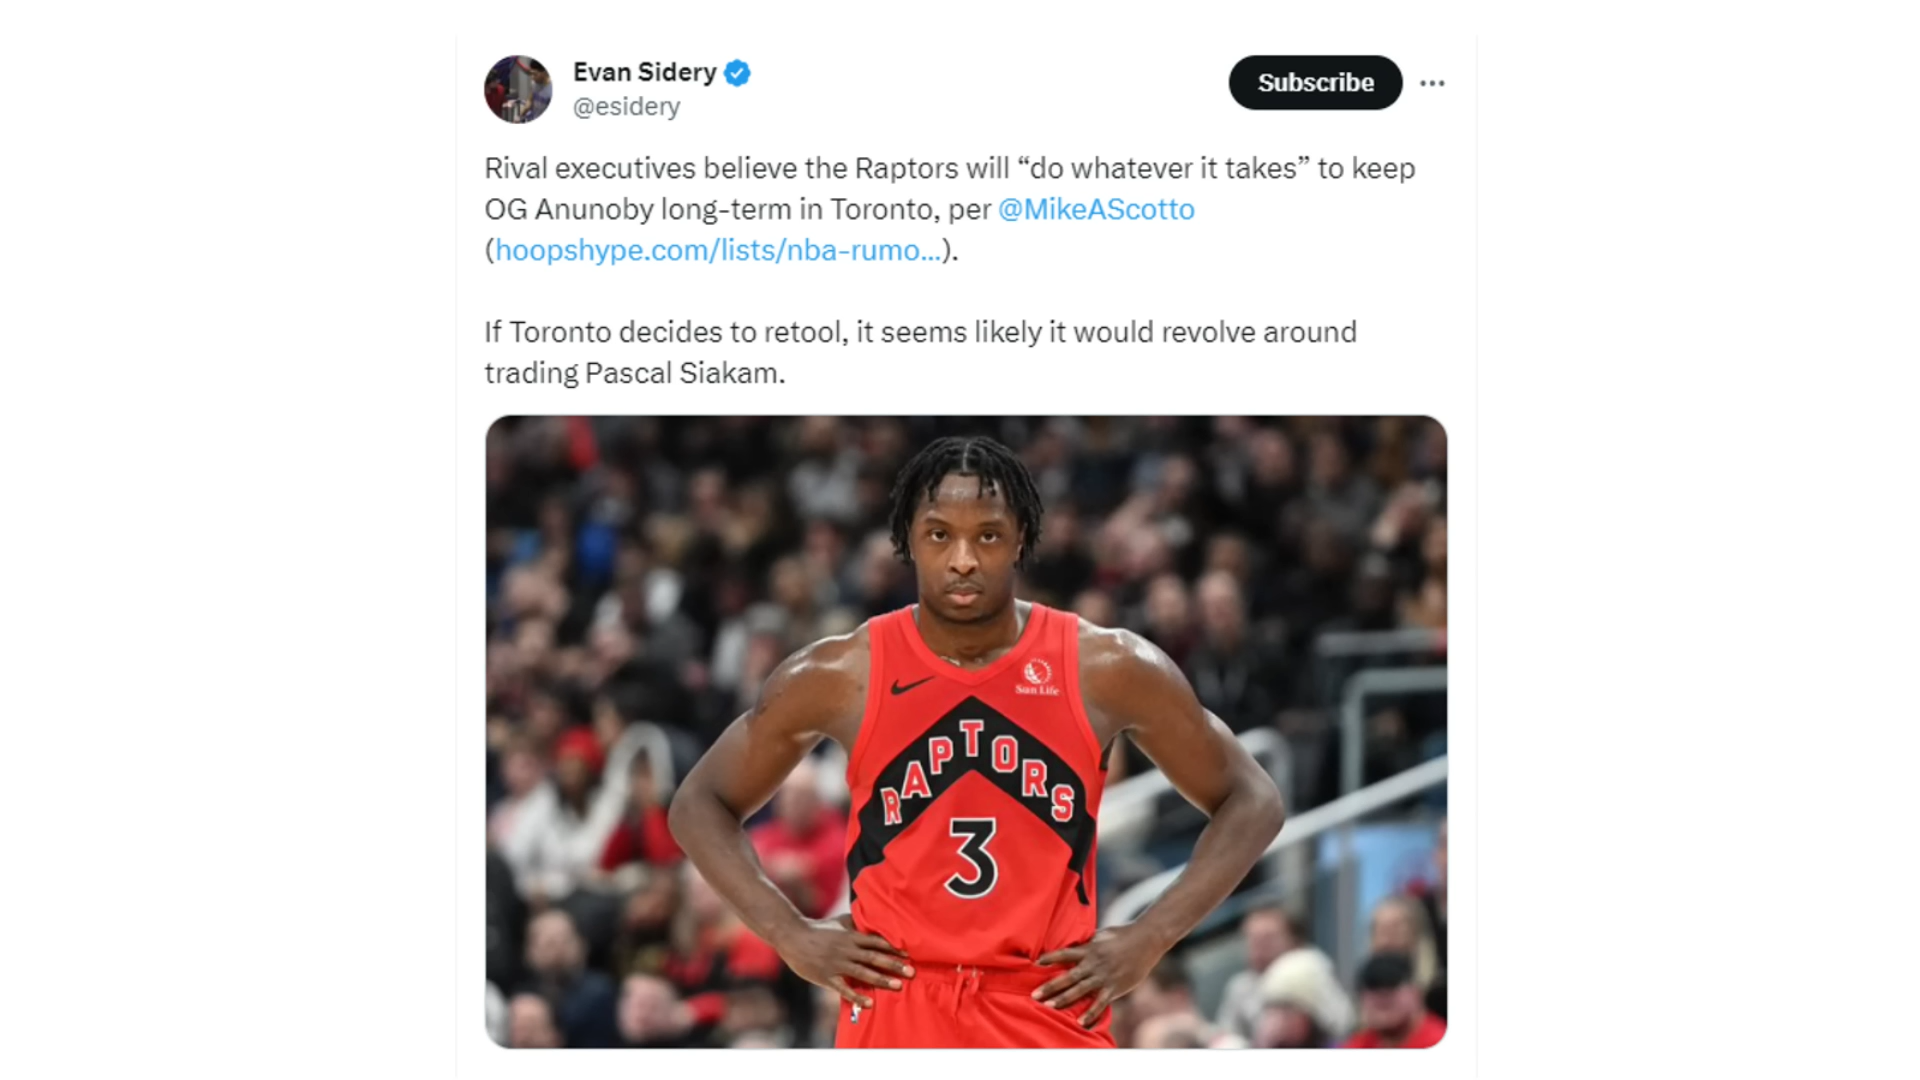 Evan Sidery
@esidery
Subscribe
Rival executives believe the Raptors will “do whatever it takes” to keep
OG Anunoby long-term in Toronto, per @MikeAScotto
(hoopshype.com/lists/nba-rumo...).
If Toronto decides to retool, it seems likely it would revolve around
trading Pascal Siakam.
Sun Life
RAPTORS
3